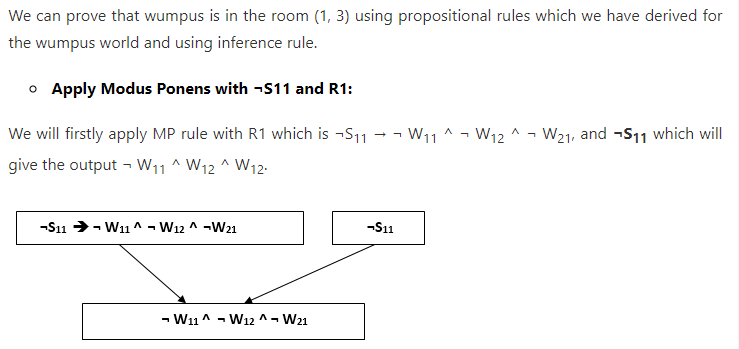 We can prove that wumpus is in the room (1, 3) using propositional rules which we have derived for
the wumpus world and using inference rule.
○ Apply Modus Ponens with ¬S11 and R1:
We will firstly apply MP rule with R1 which is ¬S₁₁ → ¬ W₁₁ ^ ¬ W₁₂ ^ ¬ W₂₁, and ¬S₁₁ which will
give the output ¬ W₁₁ ^ W₁₂ ^ W₁₂.
¬S₁₁ ➔ ¬ W₁₁ ^ ¬ W₁₂ ^ ¬W₂₁
¬S₁₁
¬ W₁₁ ^ ¬ W₁₂ ^ ¬ W₂₁